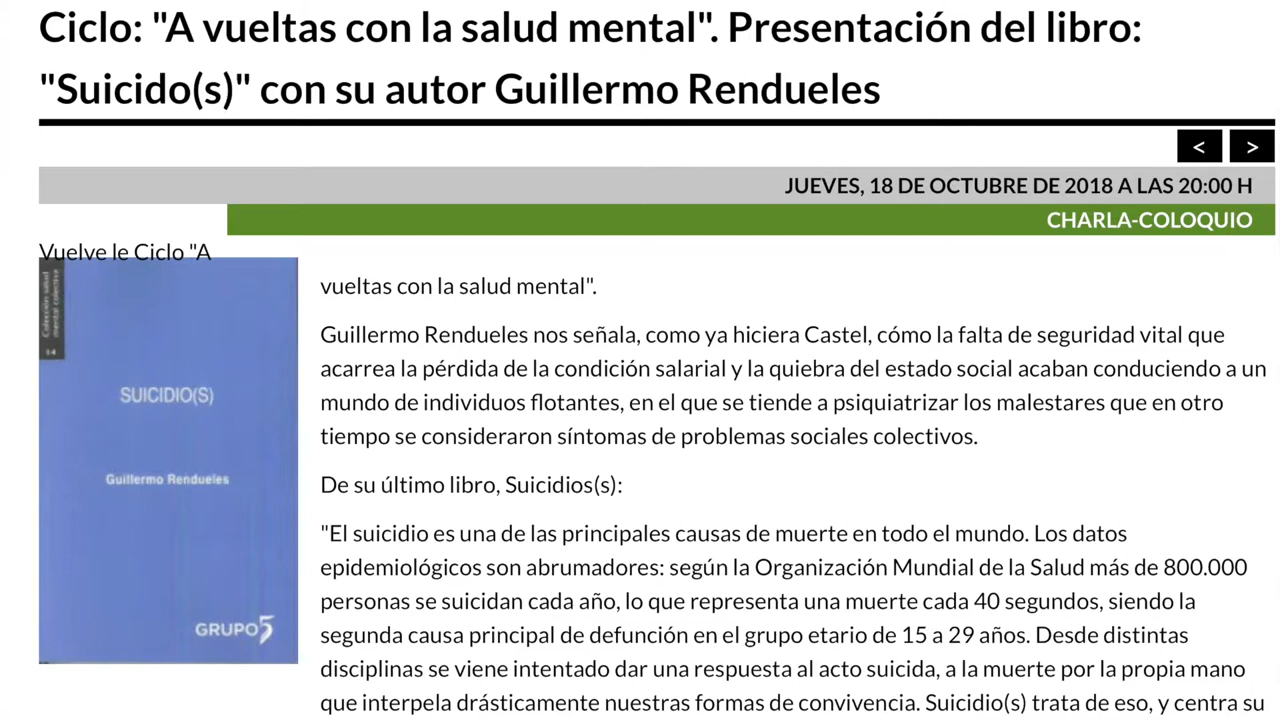 Ciclo: "A vueltas con la salud mental". Presentación del libro:
"Suicido(s)" con su autor Guillermo Rendueles
< >
JUEVES, 18 DE OCTUBRE DE 2018 A LAS 20:00 H
CHARLA-COLOQUIO
Vuelve le Ciclo "A
vueltas con la salud mental".
Colección salud
mental colectiva
14
SUICIDIO(S)
Guillermo Rendueles
GRUPO5
Guillermo Rendueles nos señala, como ya hiciera Castel, cómo la falta de seguridad vital que
acarrea la pérdida de la condición salarial y la quiebra del estado social acaban conduciendo a un
mundo de individuos flotantes, en el que se tiende a psiquiatrizar los malestares que en otro
tiempo se consideraron síntomas de problemas sociales colectivos.
De su último libro, Suicidios(s):
"El suicidio es una de las principales causas de muerte en todo el mundo. Los datos
epidemiológicos son abrumadores: según la Organización Mundial de la Salud más de 800.000
personas se suicidan cada año, lo que representa una muerte cada 40 segundos, siendo la
segunda causa principal de defunción en el grupo etario de 15 a 29 años. Desde distintas
disciplinas se viene intentado dar una respuesta al acto suicida, a la muerte por la propia mano
que interpela drásticamente nuestras formas de convivencia. Suicidio(s) trata de eso, y centra su